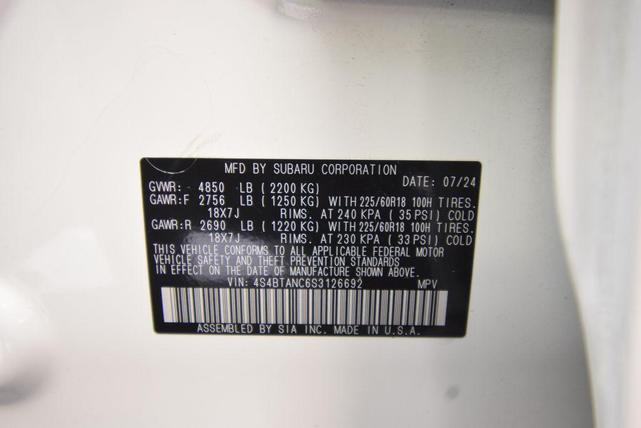 MFD BY SUBARU CORPORATION
DATE: 07/24
GVWR: 4850 LB (2200 KG)
GAWR:F 2756 LB (1250 KG) WITH 225/60R18 100H TIRES.
18X7J RIMS. AT 240 KPA (35 PSI) COLD
GAWR:R 2690 LB (1220 KG) WITH 225/60R18 100H TIRES.
18X7J RIMS. AT 230 KPA (33 PSI) COLD
THIS VEHICLE CONFORMS TO ALL APPLICABLE FEDERAL MOTOR
VEHICLE SAFETY AND THEFT PREVENTION STANDARDS
IN EFFECT ON DATE OF MANUFACTURE SHOWN ABOVE.
VIN: 4S4BTANC6S3126692 MPV
ASSEMBLED BY SIA INC. MADE IN U.S.A.